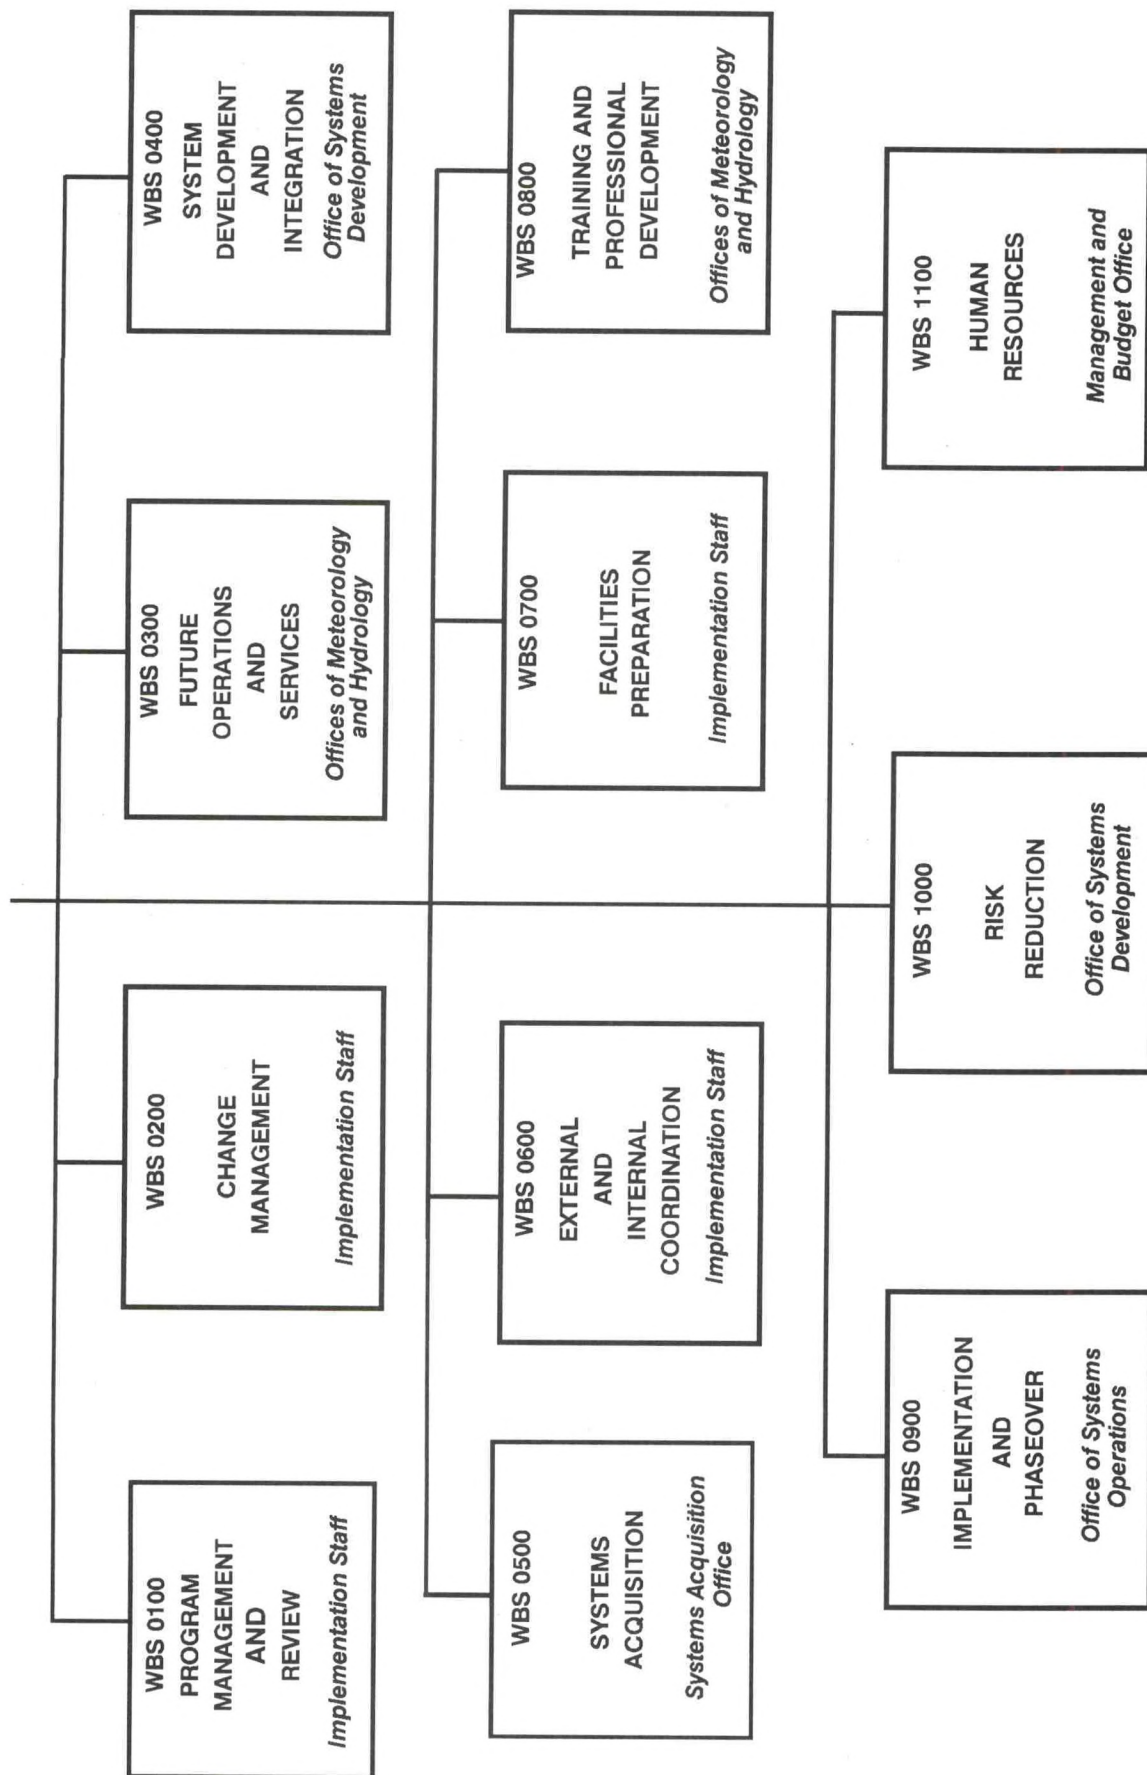 WBS 0100
PROGRAM
MANAGEMENT
AND
REVIEW
Implementation Staff
WBS 0200
CHANGE
MANAGEMENT
Implementation Staff
WBS 0300
FUTURE
OPERATIONS
AND
SERVICES
Offices of Meteorology
and Hydrology
WBS 0400
SYSTEM
DEVELOPMENT
AND
INTEGRATION
Office of Systems
Development
WBS 0500
SYSTEMS
ACQUISITION
Systems Acquisition
Office
WBS 0600
EXTERNAL
AND
INTERNAL
COORDINATION
Implementation Staff
WBS 0700
FACILITIES
PREPARATION
Implementation Staff
WBS 0800
TRAINING AND
PROFESSIONAL
DEVELOPMENT
Offices of Meteorology
and Hydrology
WBS 0900
IMPLEMENTATION
AND
PHASEOVER
Office of Systems
Operations
WBS 1000
RISK
REDUCTION
Office of Systems
Development
WBS 1100
HUMAN
RESOURCES
Management and
Budget Office